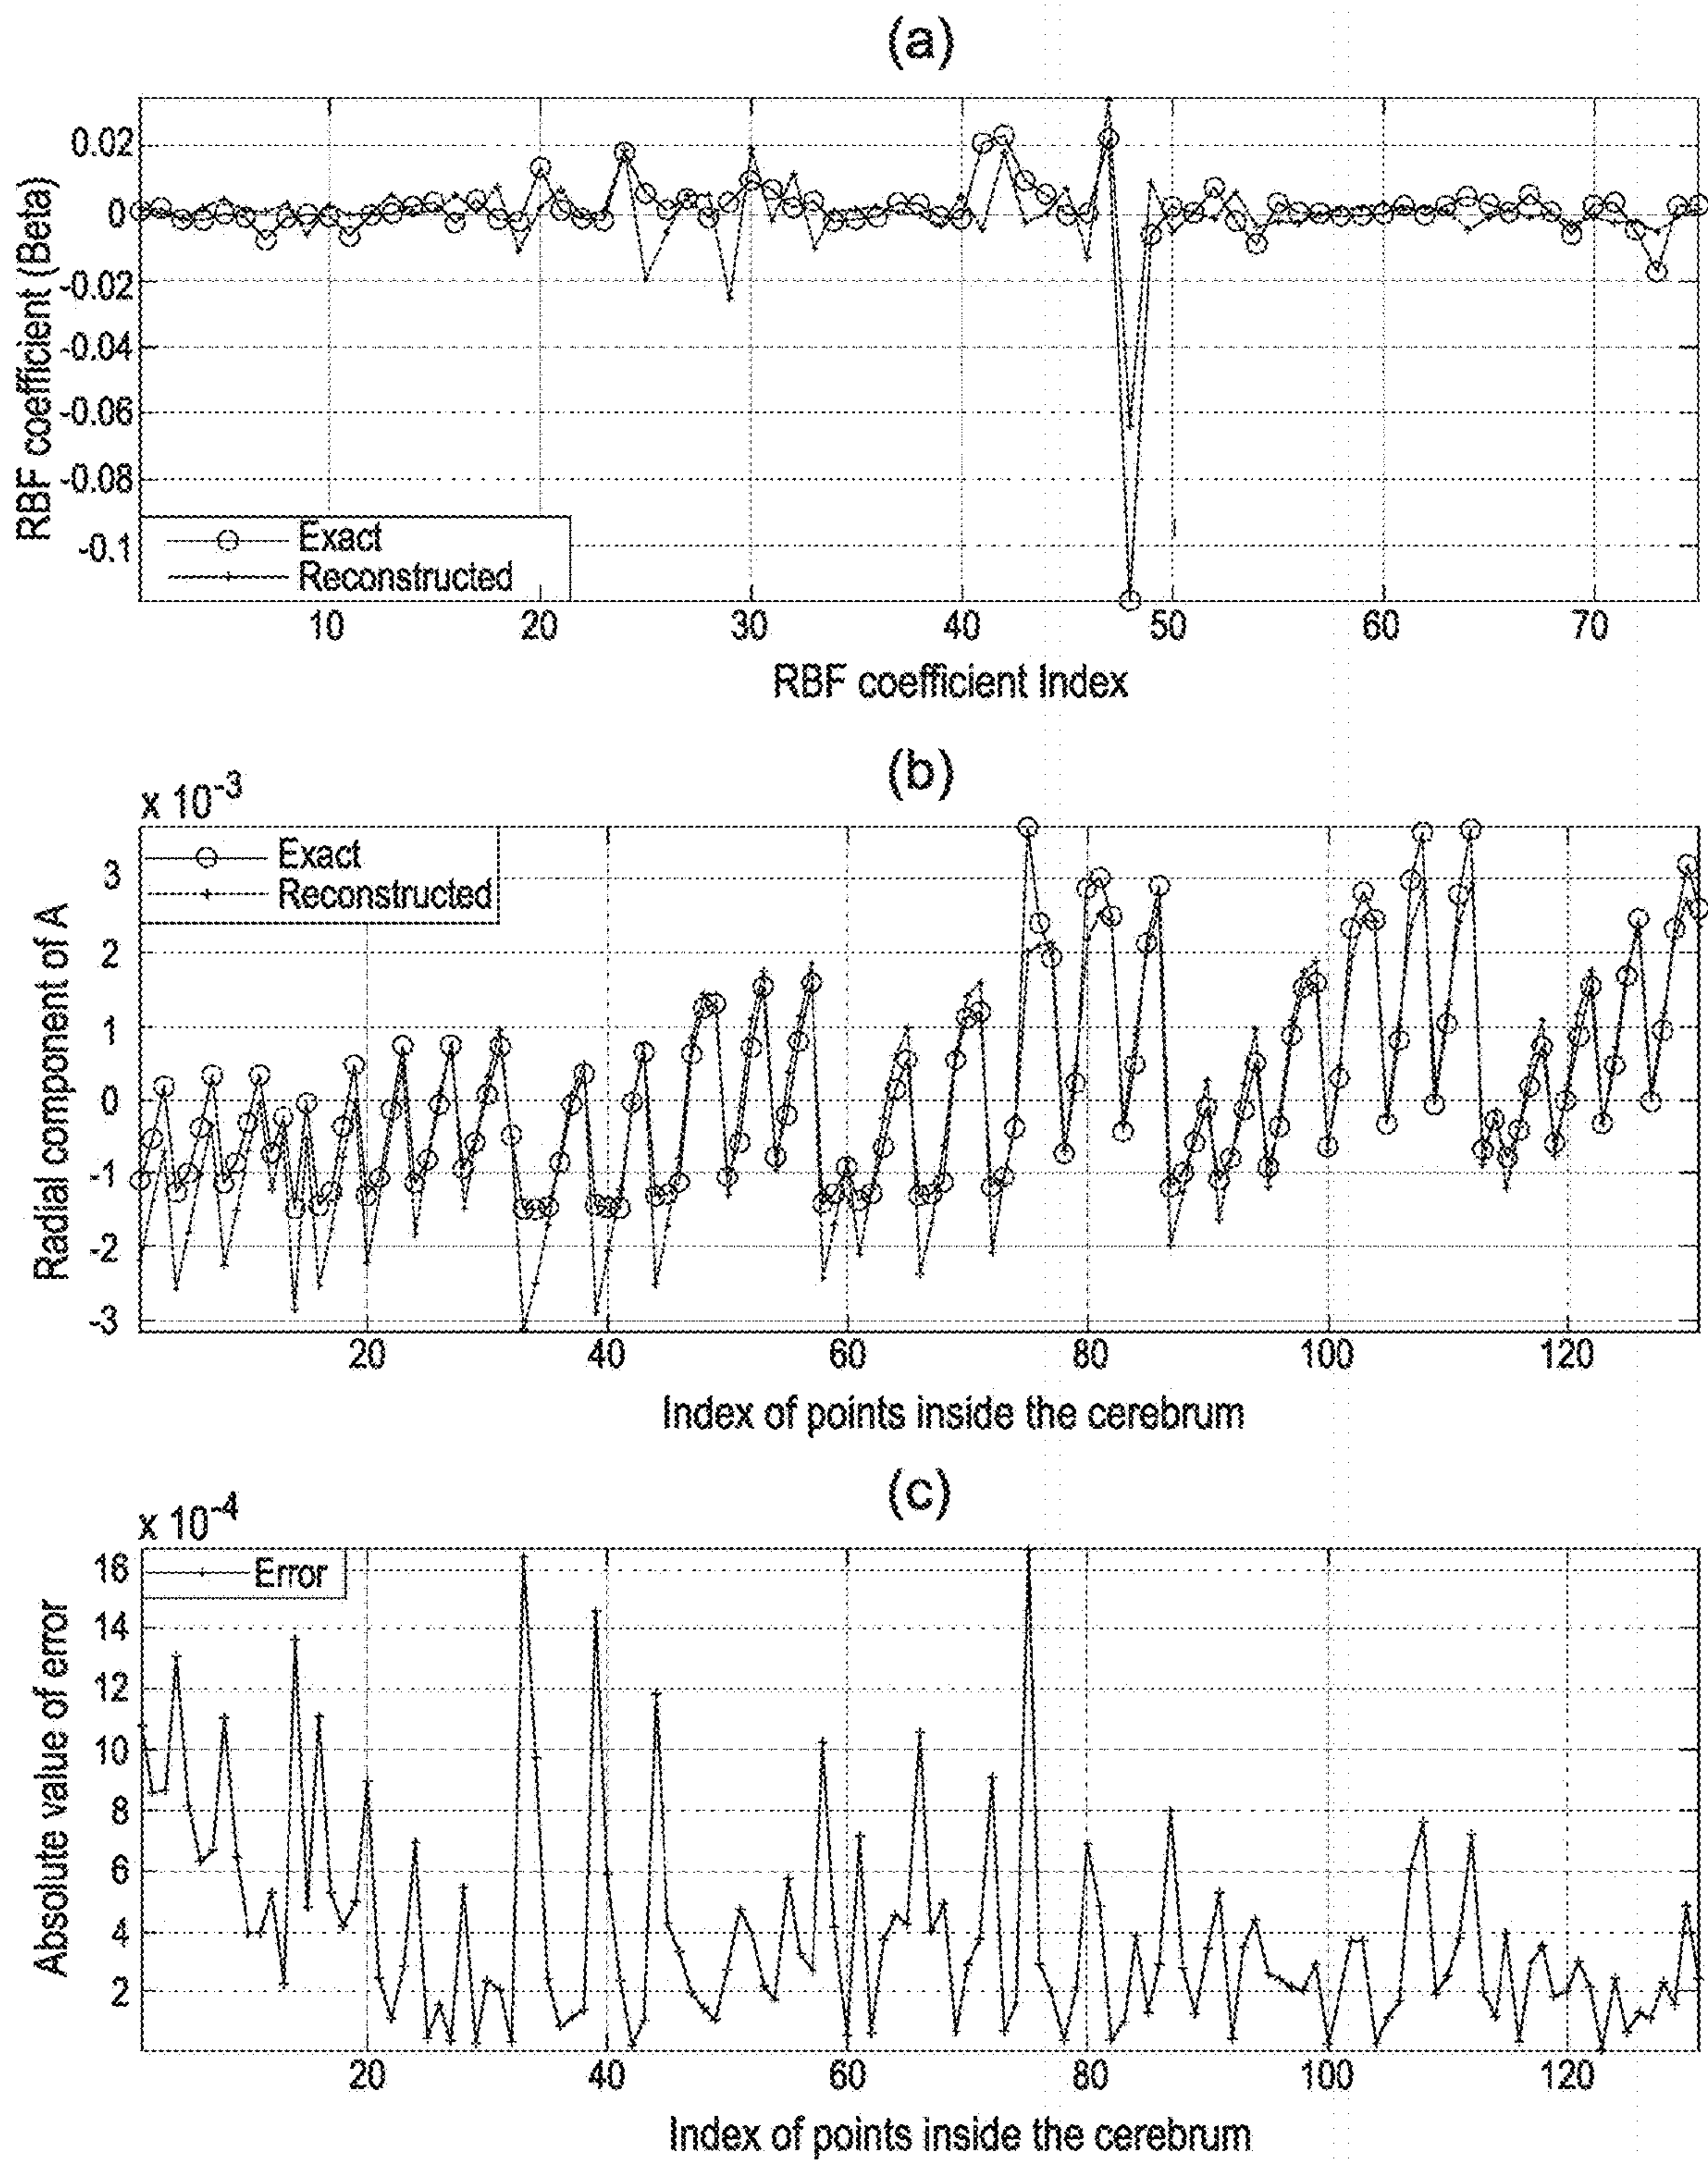 (a)
RBF coefficient (Beta)
0.02
0
-0.02
-0.04
-0.06
-0.08
-0.1
Exact
Reconstructed
10 20 30 40 50 60 70
RBF coefficient Index
(b)
x 10-3
Radial component of A
3
2
1
0
-1
-2
-3
Exact
Reconstructed
20 40 60 80 100 120
Index of points inside the cerebrum
(c)
x 10-4
Absolute value of error
16
14
12
10
8
6
4
2
Error
20 40 60 80 100 120
Index of points inside the cerebrum